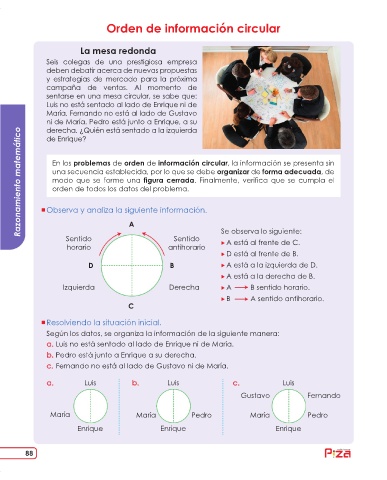 Orden de información circular
La mesa redonda
Seis colegas de una prestigiosa empresa
deben debatir acerca de nuevas propuestas
y estrategias de mercado para la próxima
campaña de ventas. Al momento de
sentarse en una mesa circular, se sabe que:
Luis no está sentado al lado de Enrique ni de
María, Fernando no está al lado de Gustavo
ni de María, Pedro está junto a Enrique, a su
derecha. ¿Quién está sentado a la izquierda
de Enrique?
En los problemas de orden de información circular, la información se presenta sin
una secuencia establecida, por lo que se debe organizar de forma adecuada, de
modo que se forme una figura cerrada. Finalmente, verifica que se cumpla el
orden de todos los datos del problema.
Razonamiento matemático
Observa y analiza la siguiente información.
A
Sentido
horario
Sentido
antihorario
D
B
Izquierda
Derecha
C
Se observa lo siguiente:
A está al frente de C.
D está al frente de B.
A está a la izquierda de D.
A está a la derecha de B.
A → B sentido horario.
B → A sentido antihorario.
Resolviendo la situación inicial.
Según los datos, se organiza la información de la siguiente manera:
a. Luis no está sentado al lado de Enrique ni de María.
b. Pedro está junto a Enrique a su derecha.
c. Fernando no está al lado de Gustavo ni de María.
a. Luis b. Luis c. Luis
Gustavo Fernando
María María Pedro María Pedro
Enrique Enrique Enrique
88